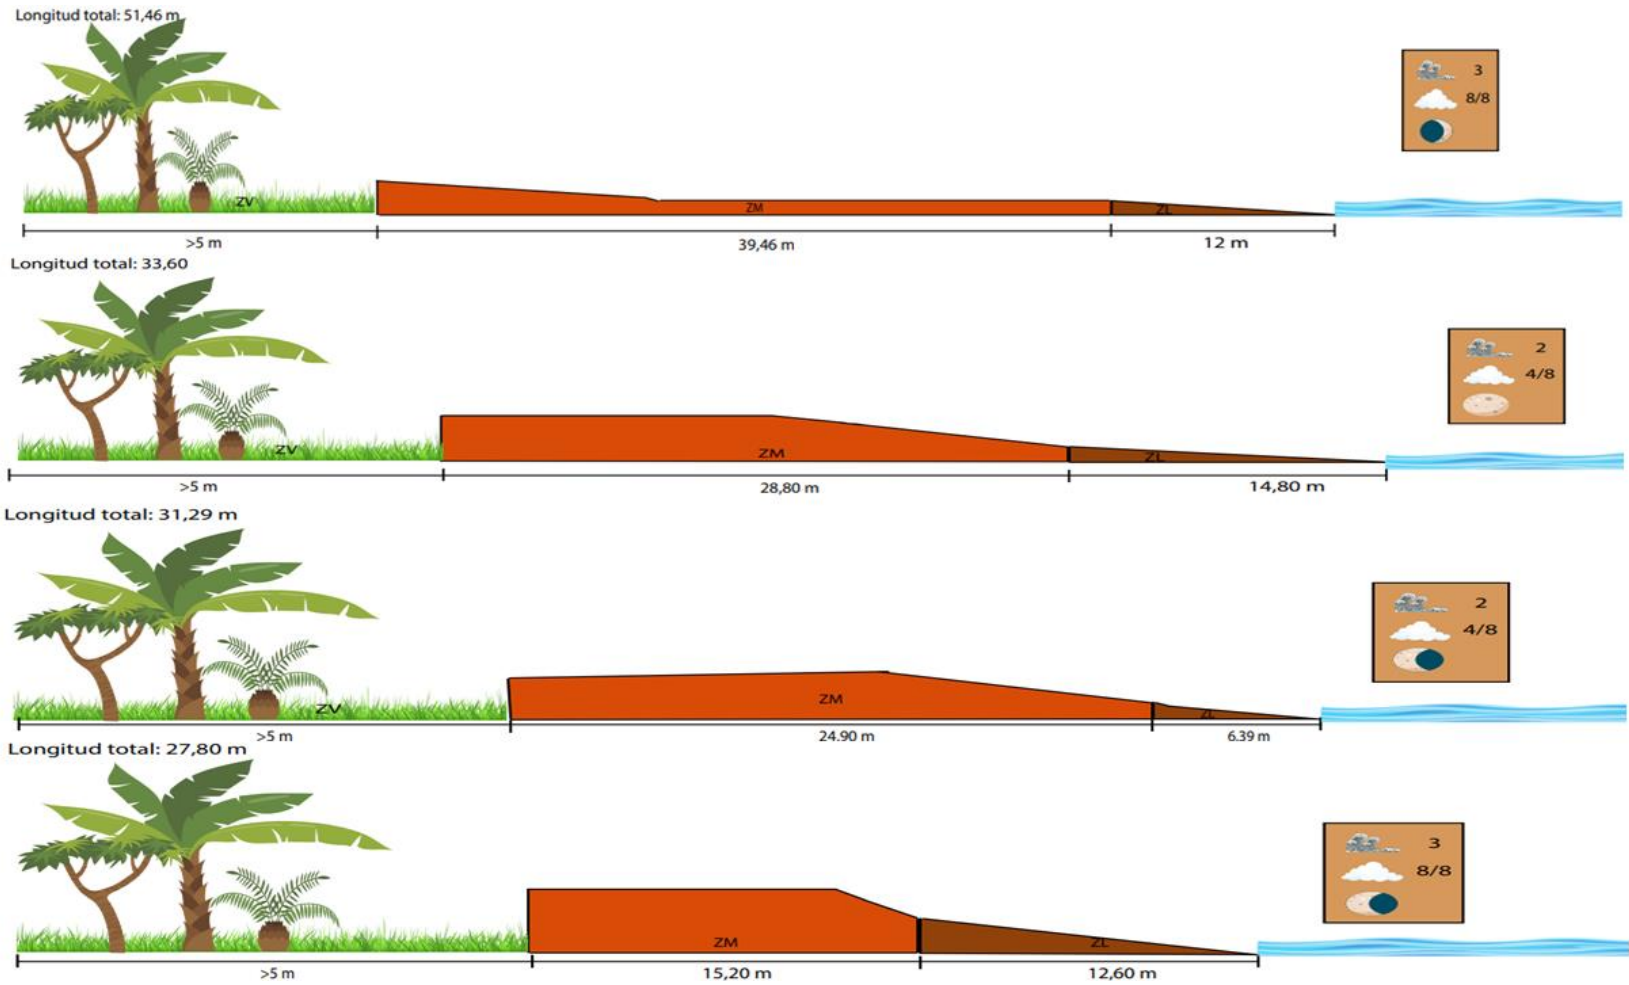 Longitud total: 51,46 m
3
8/8
ZV
ZM
ZL
>5 m
39,46 m
12 m
Longitud total: 33,60
2
4/8
ZV
ZM
ZL
>5 m
28,80 m
14,80 m
Longitud total: 31,29 m
2
4/8
ZV
ZM
ZL
>5 m
24.90 m
6.39 m
Longitud total: 27,80 m
3
8/8
ZM
ZL
>5 m
15,20 m
12,60 m